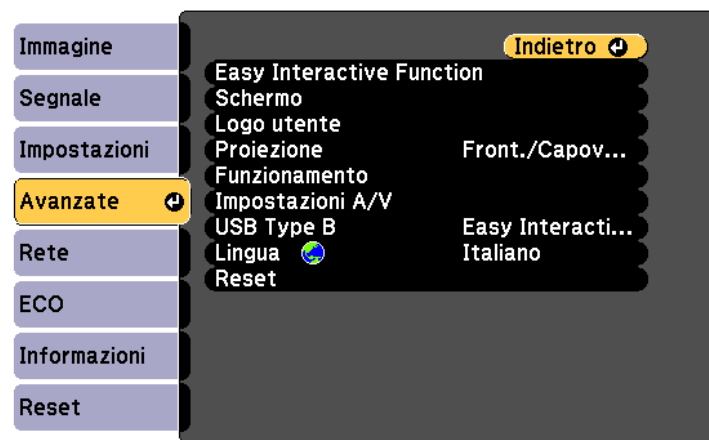 Immagine
Segnale
Impostazioni
Avanzate
Rete
ECO
Informazioni
Reset
Indietro
Easy Interactive Function
Schermo
Logo utente
Proiezione Front./Capov...
Funzionamento
Impostazioni A/V
USB Type B Easy Interacti...
Lingua Italiano
Reset